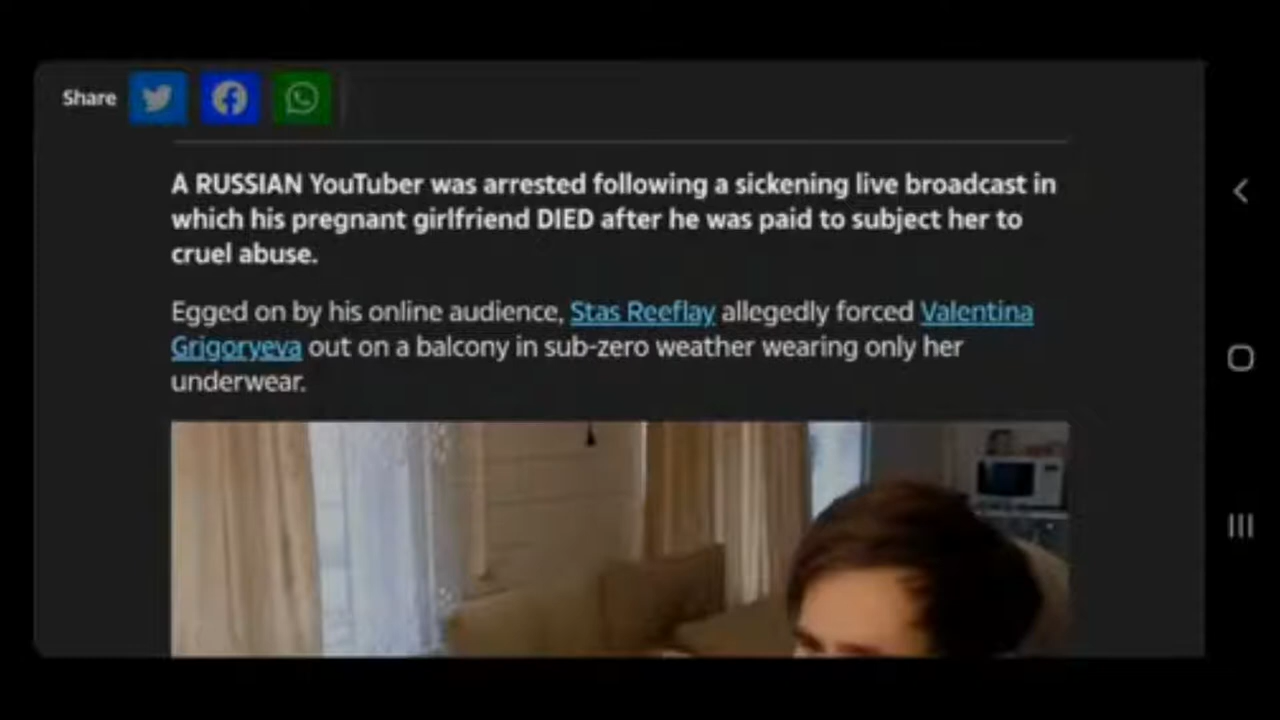 Share
A RUSSIAN YouTuber was arrested following a sickening live broadcast in
which his pregnant girlfriend DIED after he was paid to subject her to
cruel abuse.
Egged on by his online audience, Stas Reeflay allegedly forced Valentina
Grigoryeva out on a balcony in sub-zero weather wearing only her
underwear.